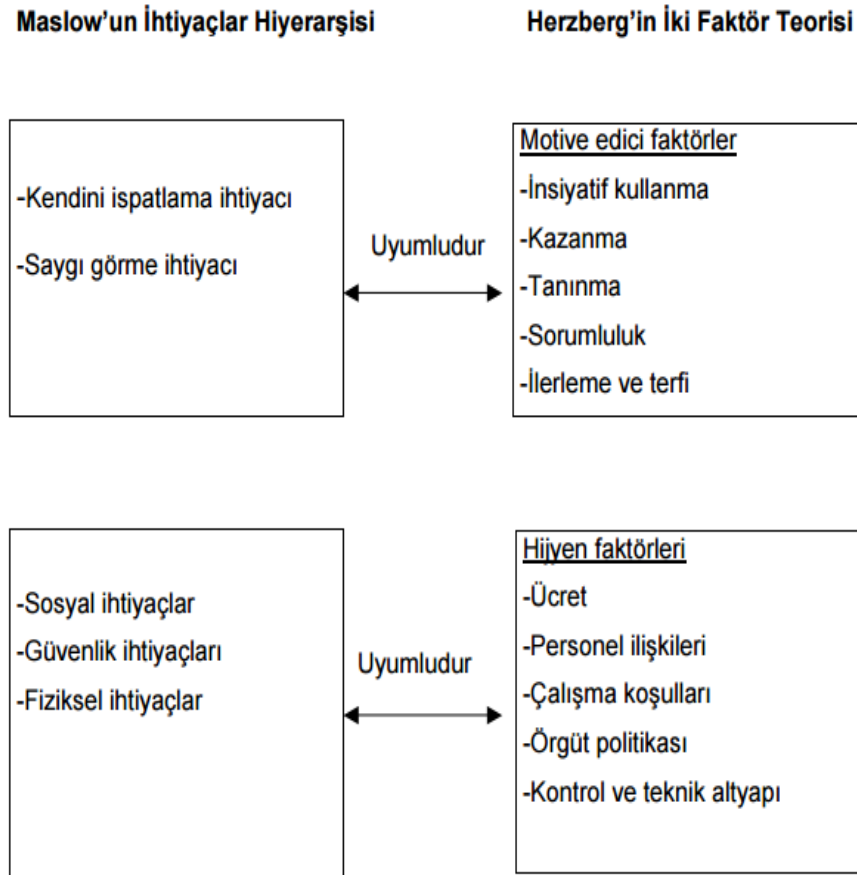 Maslow’un İhtiyaçlar Hiyerarşisi
Herzberg’in İki Faktör Teorisi
-Kendini ispatlama ihtiyacı
-Saygı görme ihtiyacı
Uyumludur
Motive edici faktörler
-İnsiyatif kullanma
-Kazanma
-Tanınma
-Sorumluluk
-İlerleme ve terfi
-Sosyal ihtiyaçlar
-Güvenlik ihtiyaçları
-Fiziksel ihtiyaçlar
Uyumludur
Hijyen faktörleri
-Ücret
-Personel ilişkileri
-Çalışma koşulları
-Örgüt politikası
-Kontrol ve teknik altyapı